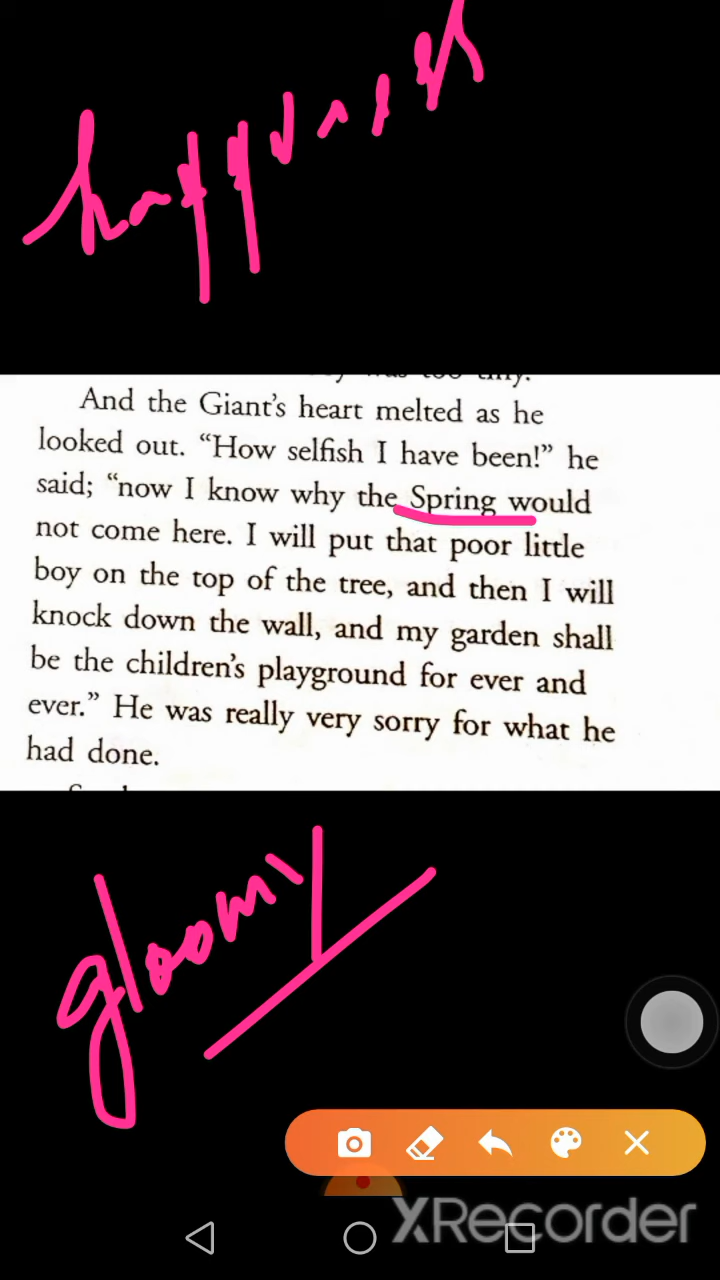 happiness
was too tiny.
And the Giant's heart melted as he
looked out. “How selfish I have been!” he
said; “now I know why the Spring would
not come here. I will put that poor little
boy on the top of the tree, and then I will
knock down the wall, and my garden shall
be the children's playground for ever and
ever.” He was really very sorry for what he
had done.
gloomy
XRecorder